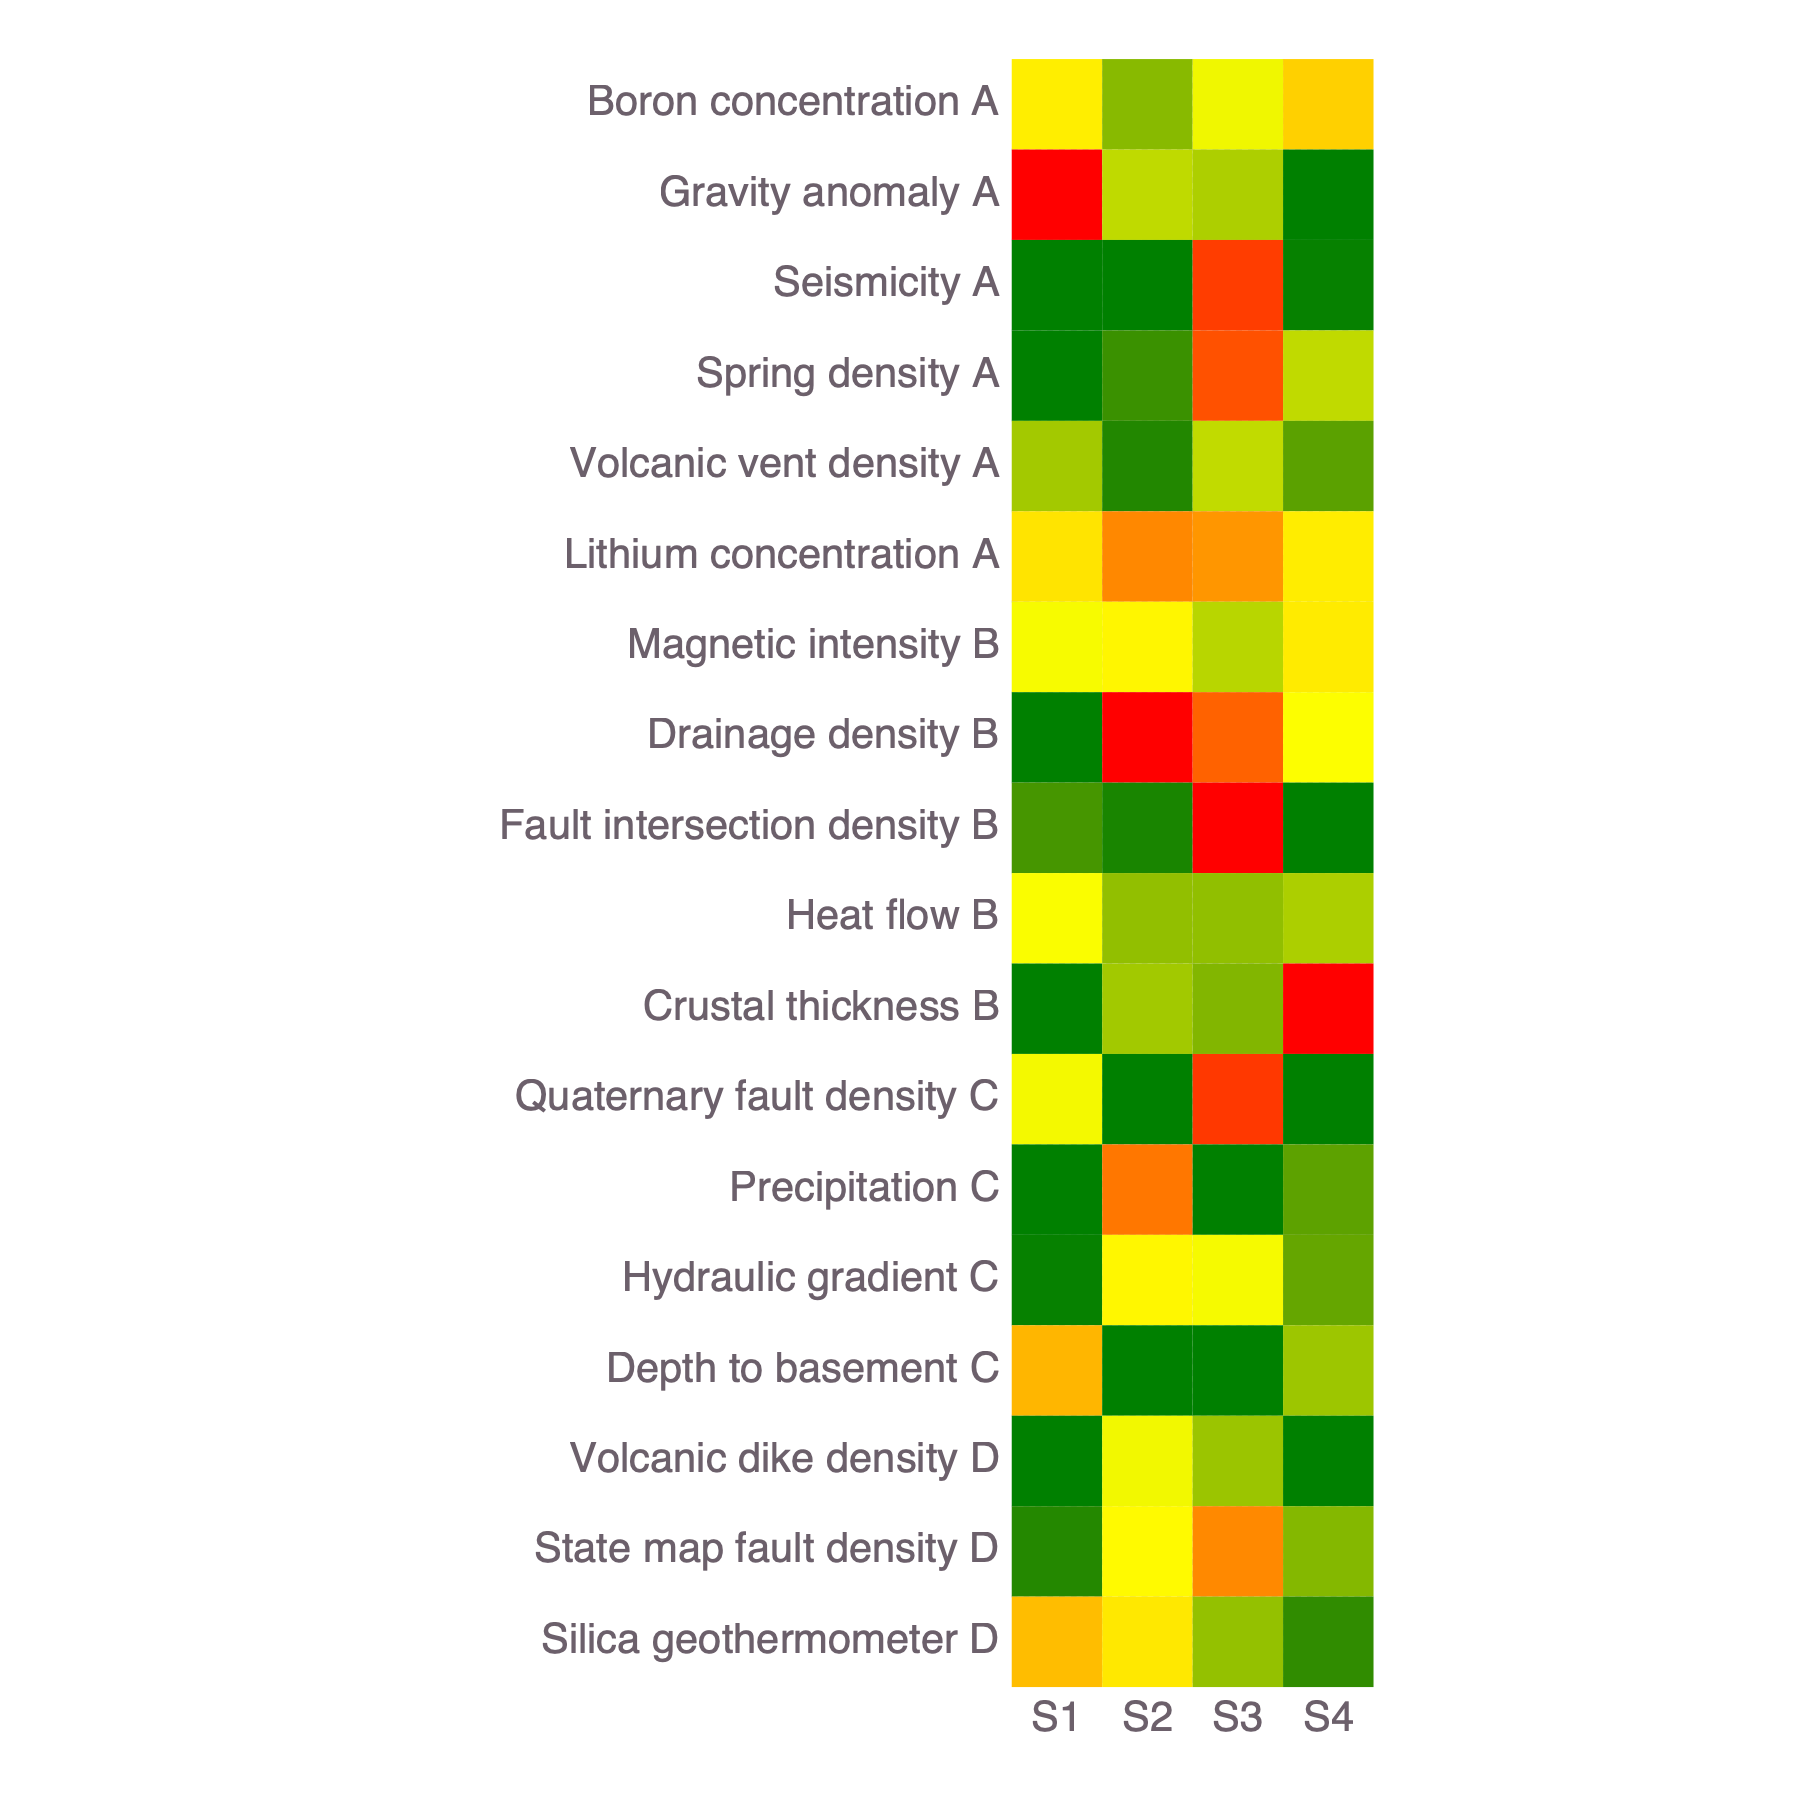 Boron concentration A
Gravity anomaly A
Seismicity A
Spring density A
Volcanic vent density A
Lithium concentration A
Magnetic intensity B
Drainage density B
Fault intersection density B
Heat flow B
Crustal thickness B
Quaternary fault density C
Precipitation C
Hydraulic gradient C
Depth to basement C
Volcanic dike density D
State map fault density D
Silica geothermometer D
S1 S2 S3 S4